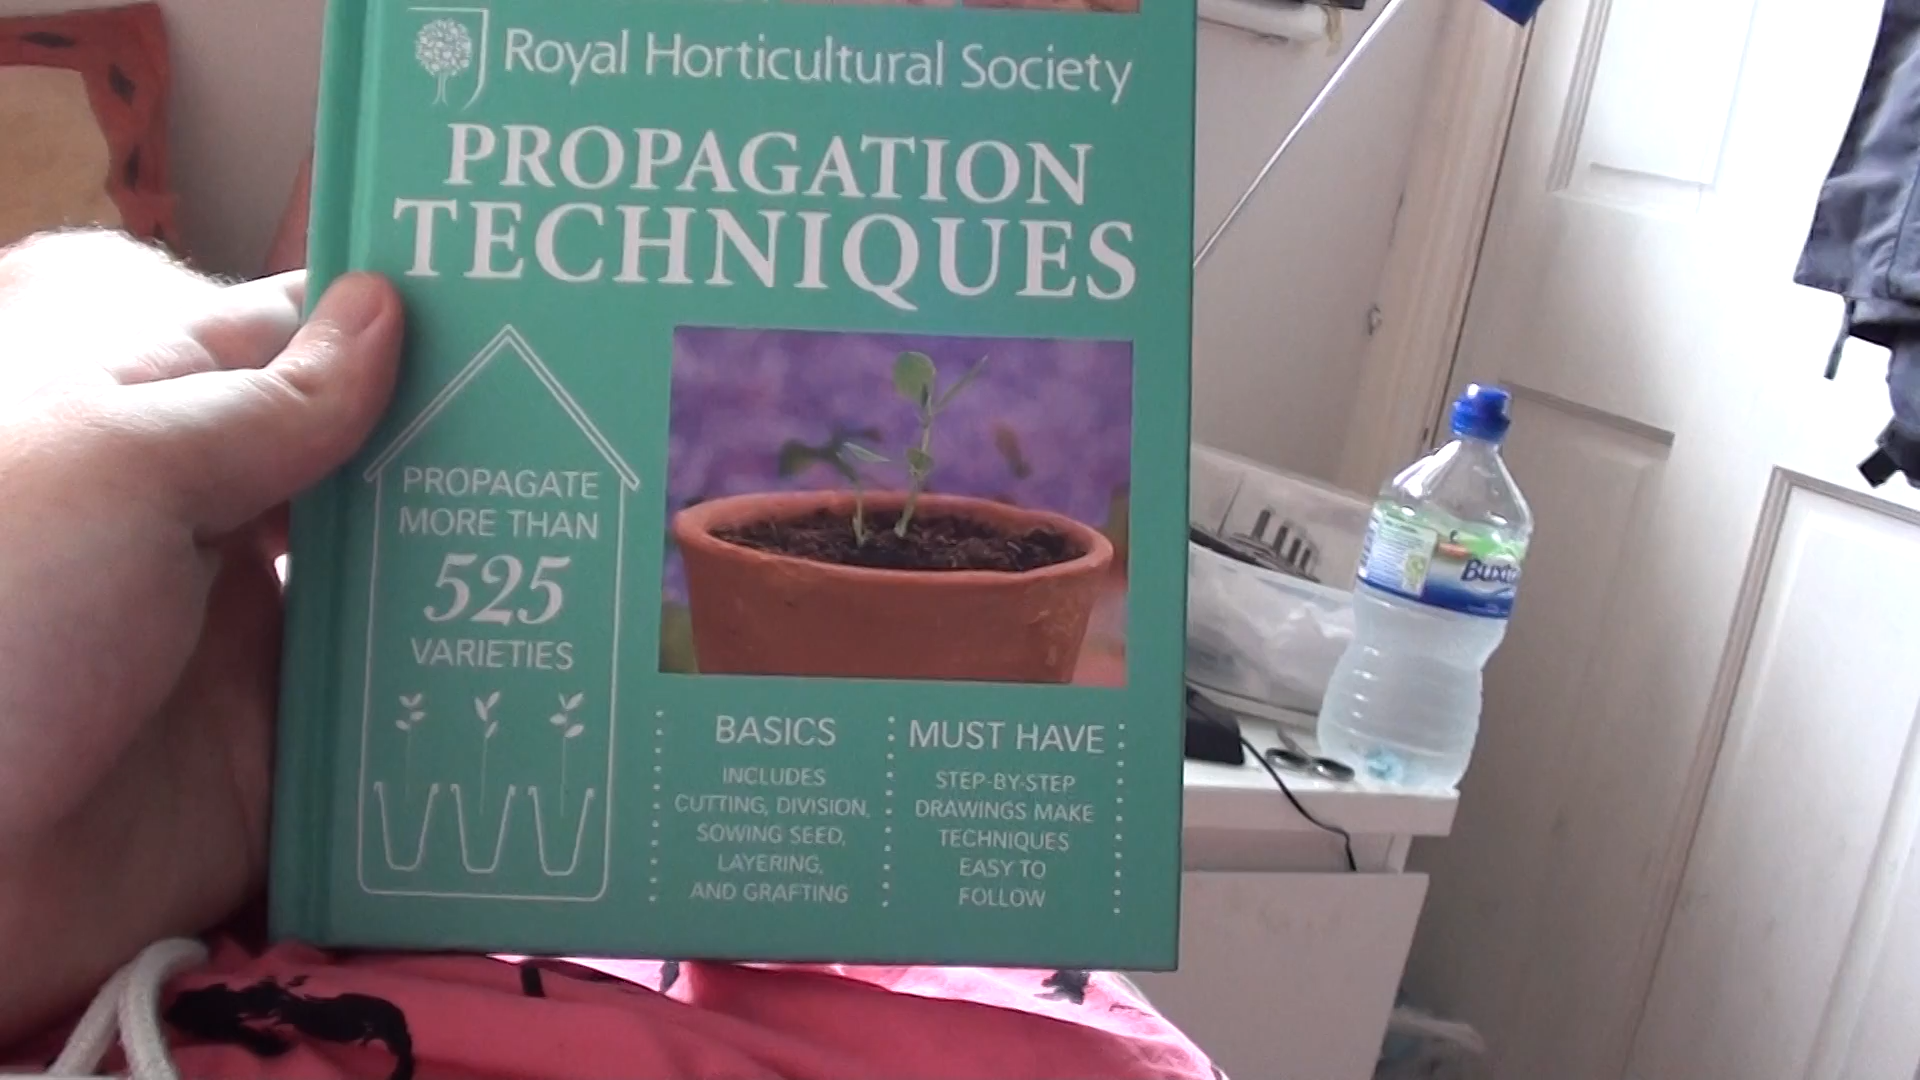 Royal Horticultural Society
PROPAGATION
TECHNIQUES
PROPAGATE
MORE THAN
525
VARIETIES
BASICS
INCLUDES
CUTTING, DIVISION,
SOWING SEED,
LAYERING,
AND GRAFTING
MUST HAVE
STEP-BY-STEP
DRAWINGS MAKE
TECHNIQUES
EASY TO
FOLLOW